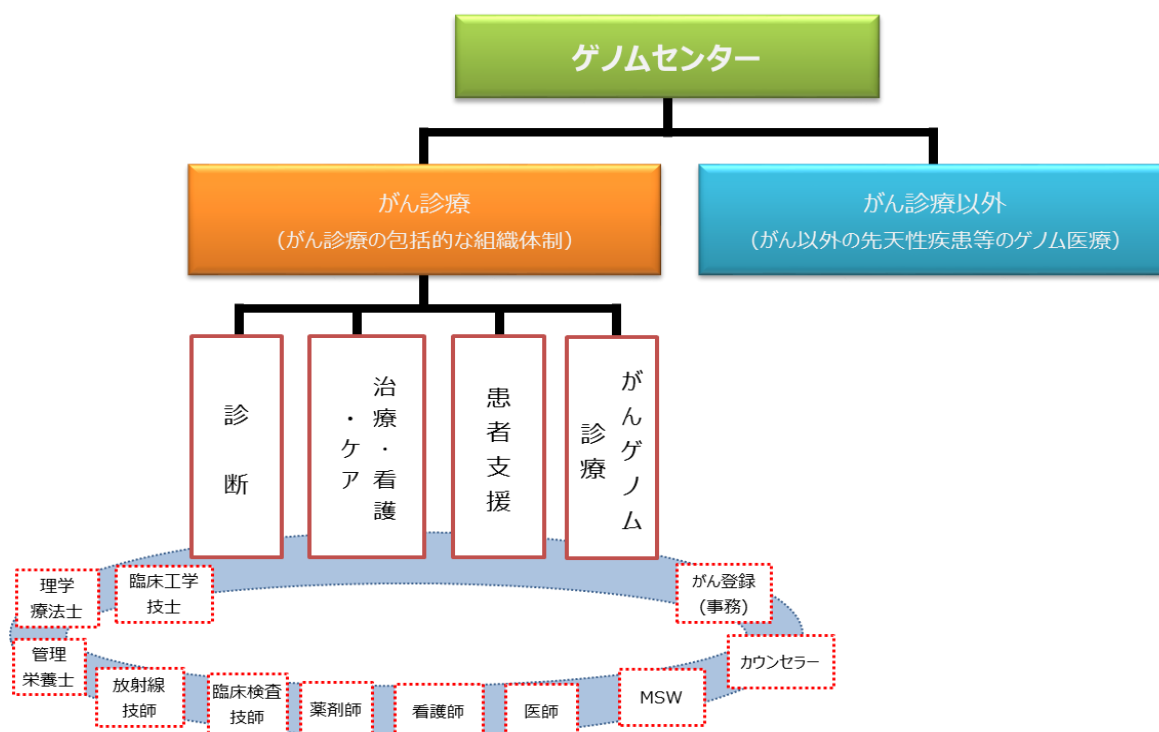 ゲノムセンター
がん診療
（がん診療の包括的な組織体制）
がん診療以外
（がん以外の先天性疾患等のゲノム医療）
診断
治療・看護
・ケア
患者支援
がんゲノム
診療
理学
療法士
臨床工学
技士
がん登録
(事務)
管理
栄養士
放射線
技師
臨床検査
技師
薬剤師
看護師
医師
MSW
カウンセラー